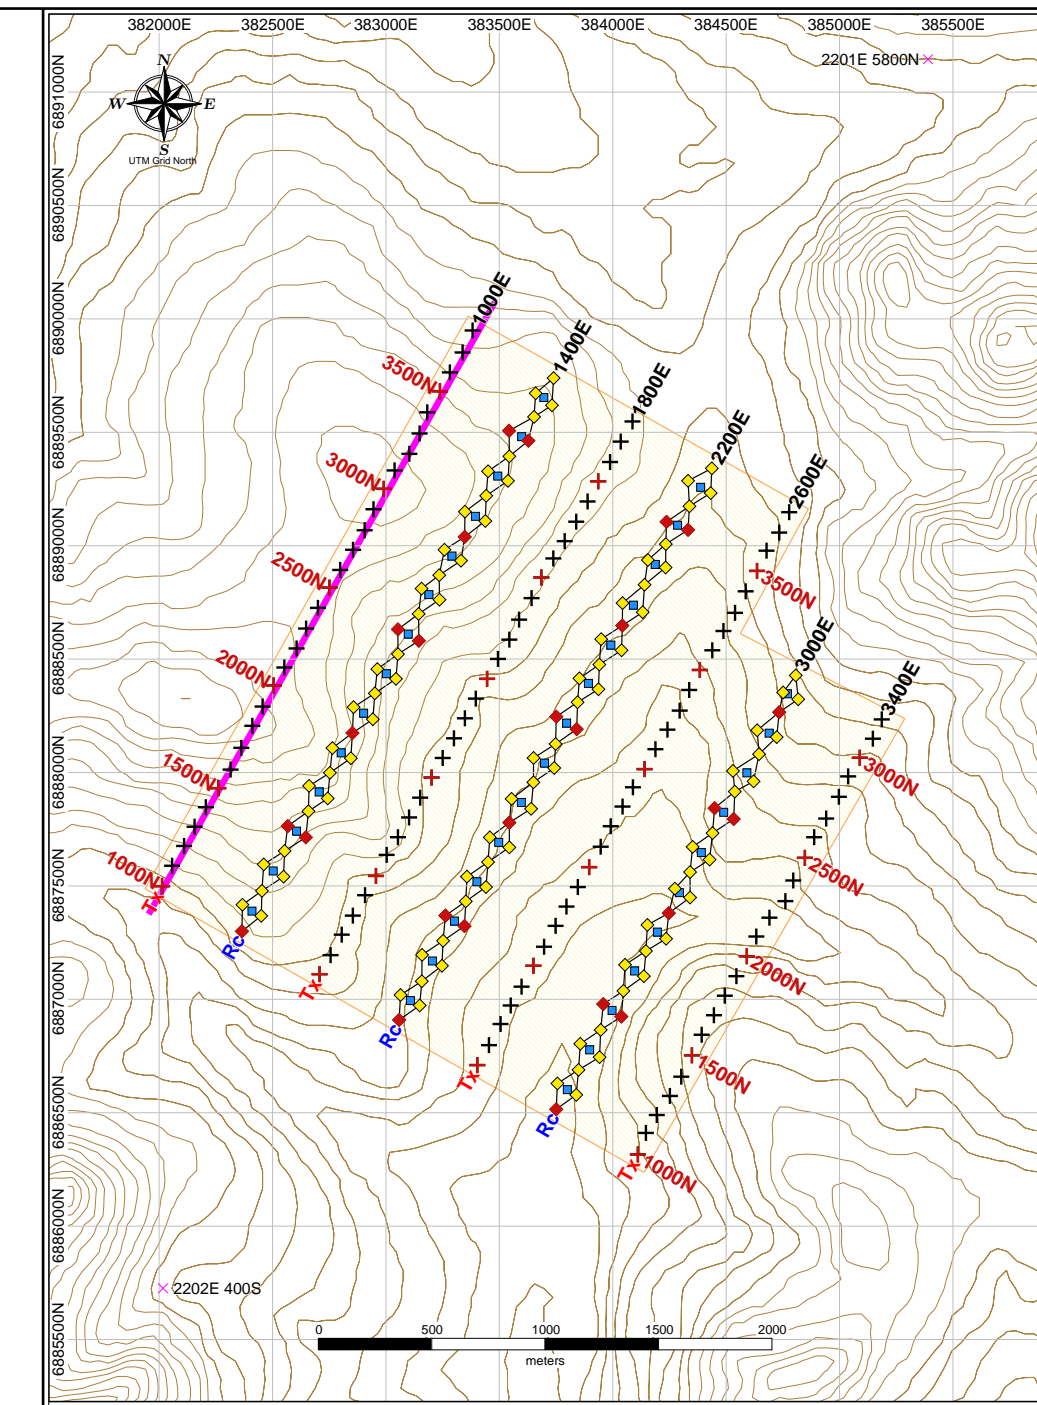 382000E 382500E 383000E 383500E 384000E 384500E 385000E 385500E
2201E 5800N
N
W E
S
UTM Grid North
6891000N
6890500N
6890000N
6889500N
6889000N
6888500N
6888000N
6887500N
6887000N
6886500N
6886000N
6885500N
1000E
1400E
1800E
2200E
2600E
3000E
3400E
3500N
3000N
2500N
2000N
1500N
1000N
Tx
Rc
Tx
Rc
Tx
Rc
Tx
3500N
3000N
2500N
2000N
1500N
1000N
2202E 400S
0 500 1000 1500 2000
meters